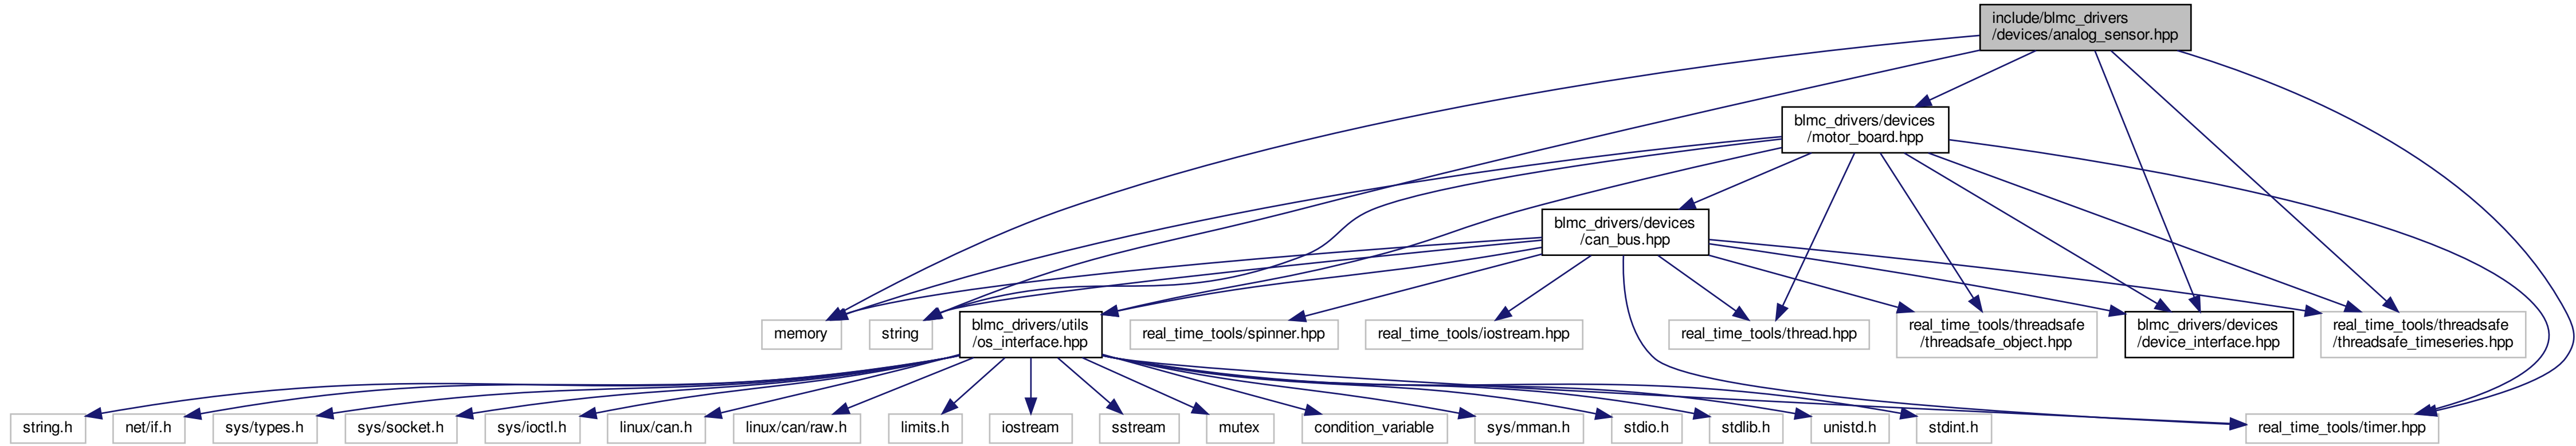 include/blmc_drivers
/devices/analog_sensor.hpp
blmc_drivers/devices
/motor_board.hpp
blmc_drivers/devices
/can_bus.hpp
memory
string
blmc_drivers/utils
/os_interface.hpp
real_time_tools/spinner.hpp
real_time_tools/iostream.hpp
real_time_tools/thread.hpp
real_time_tools/threadsafe
/threadsafe_object.hpp
blmc_drivers/devices
/device_interface.hpp
real_time_tools/threadsafe
/threadsafe_timeseries.hpp
string.h
net/if.h
sys/types.h
sys/socket.h
sys/ioctl.h
linux/can.h
linux/can/raw.h
limits.h
iostream
sstream
mutex
condition_variable
sys/mman.h
stdio.h
stdlib.h
unistd.h
stdint.h
real_time_tools/timer.hpp